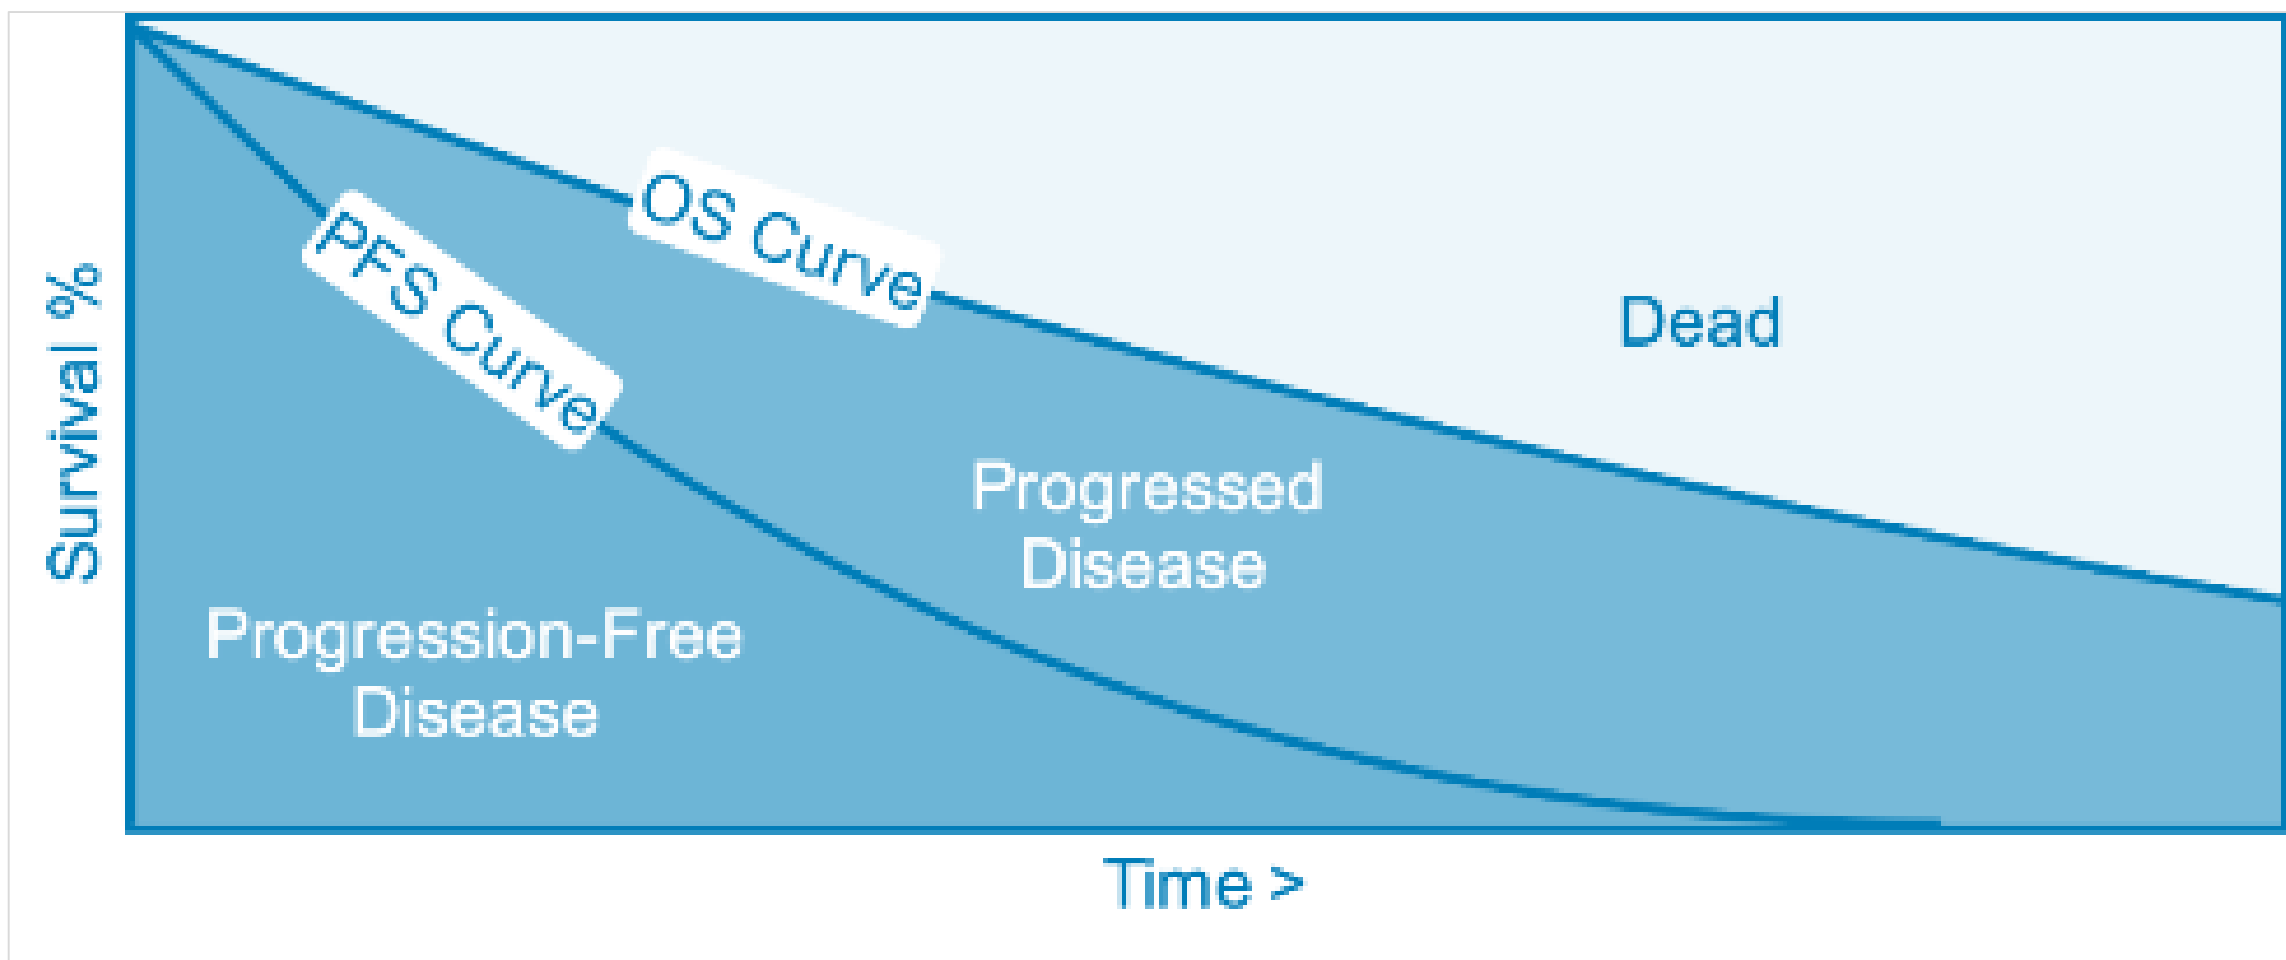 Survival %
OS Curve
PFS Curve
Dead
Progressed
Disease
Progression-Free
Disease
Time >